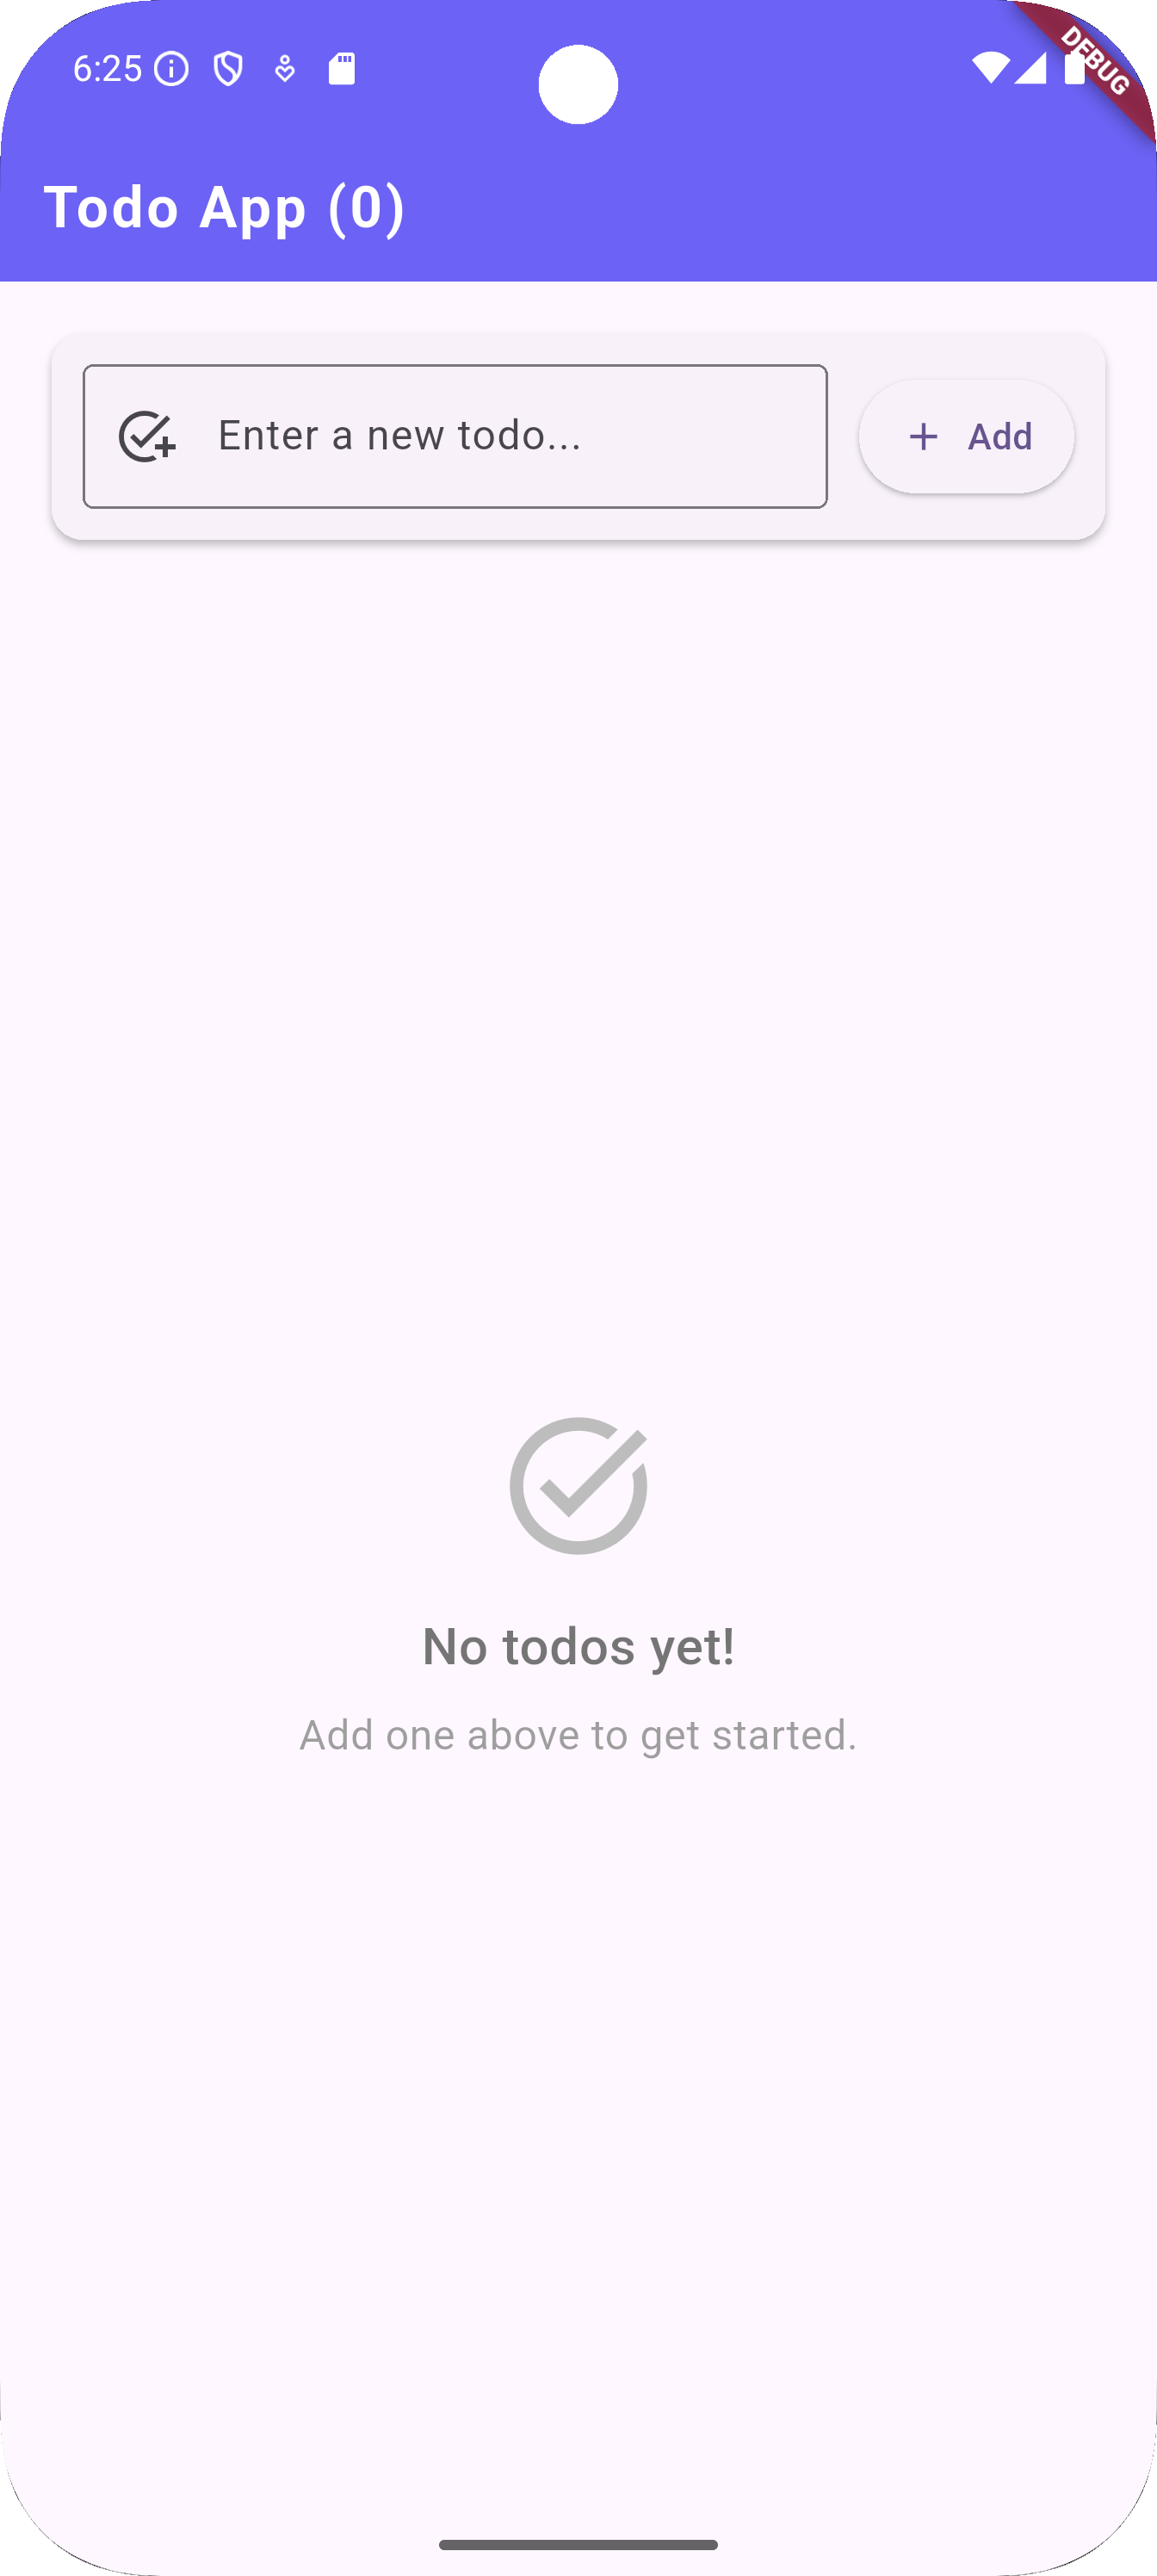 6:25
DEBUG
Todo App (0)
Enter a new todo...
+ Add
No todos yet!
Add one above to get started.